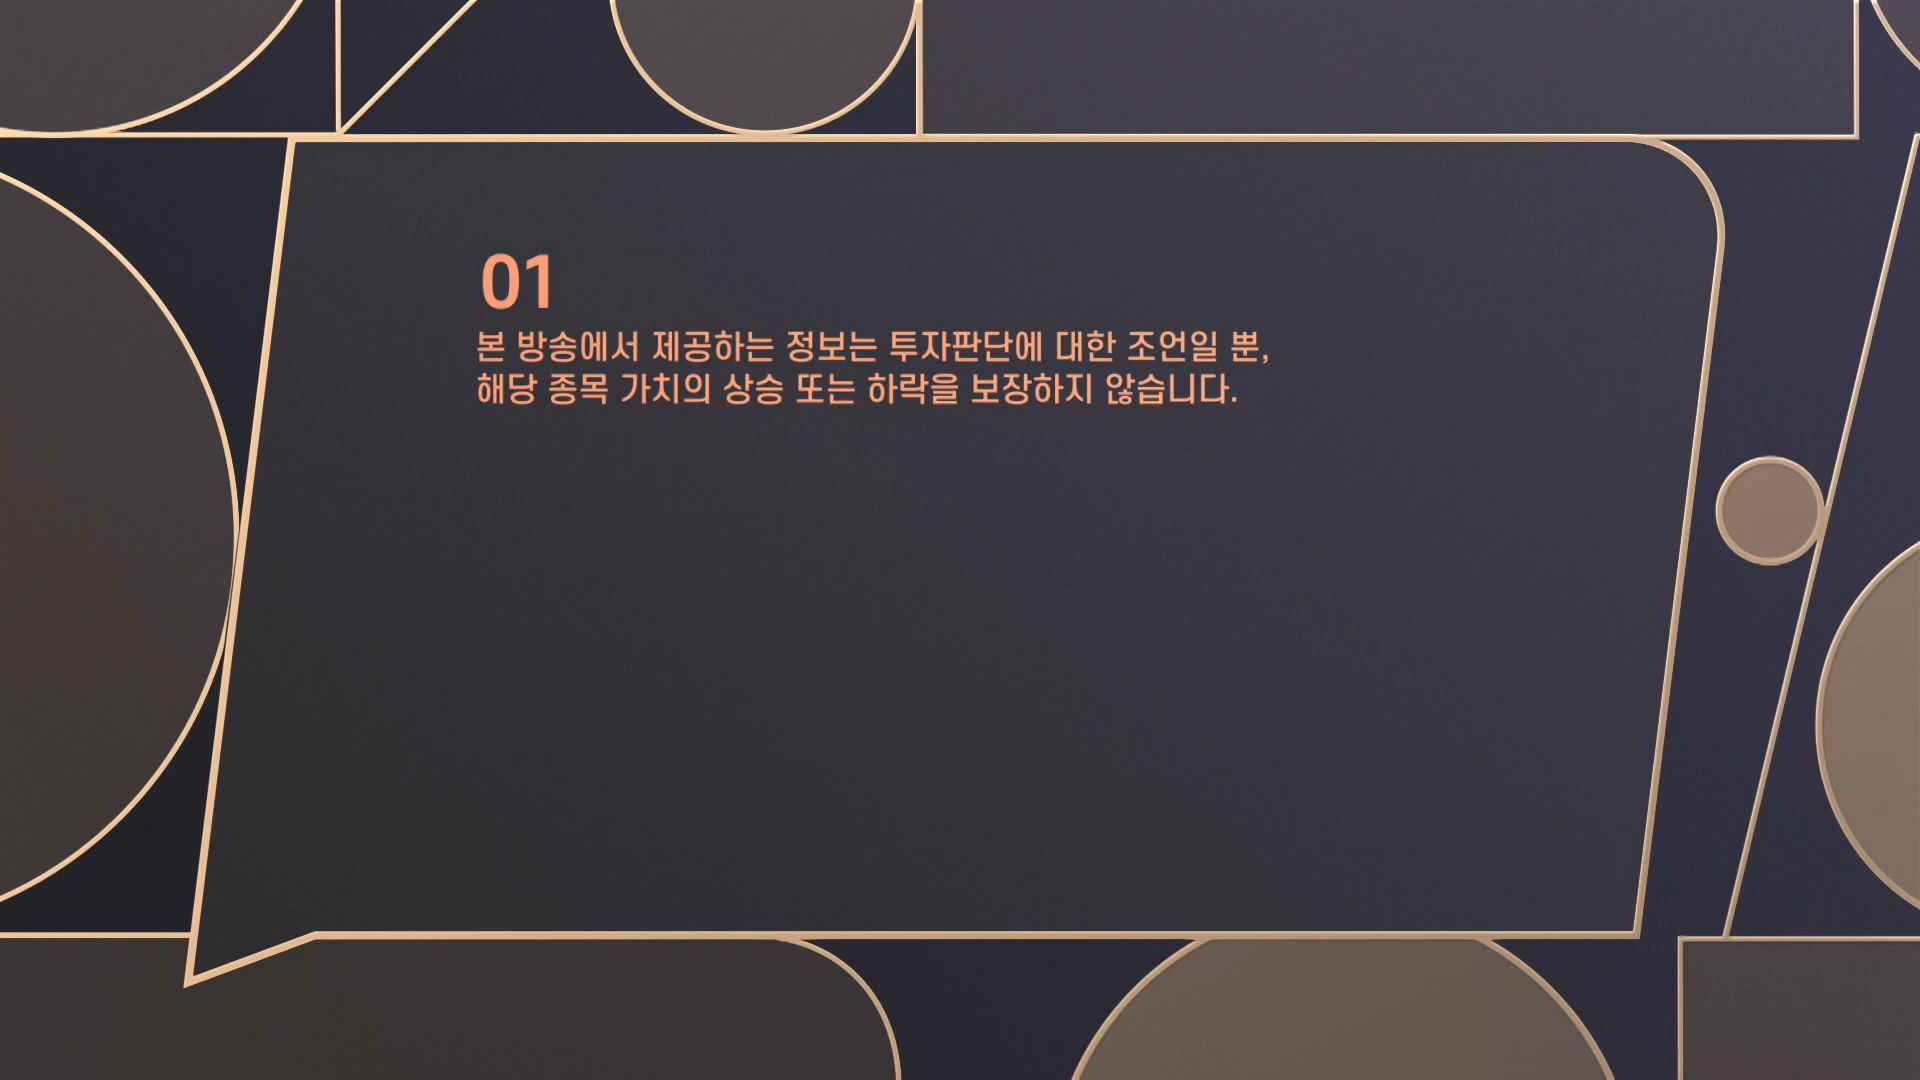 01
본 방송에서 제공하는 정보는 투자판단에 대한 조언일 뿐,
해당 종목 가치의 상승 또는 하락을 보장하지 않습니다.